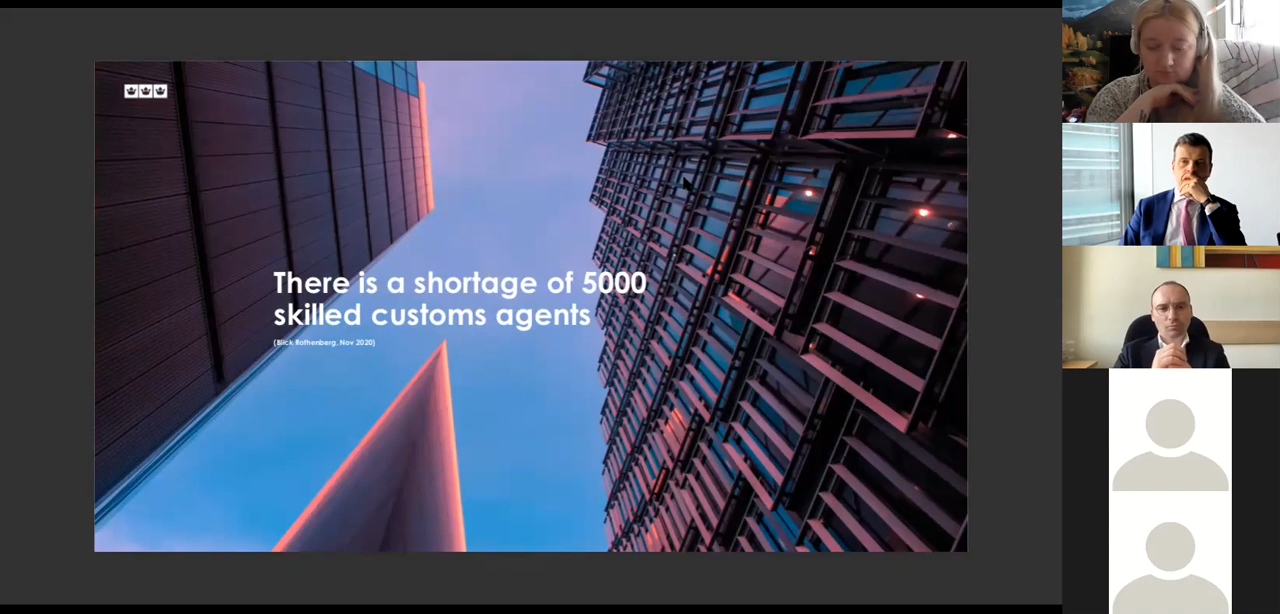 There is a shortage of 5000
skilled customs agents
(Blick Rothenberg, Nov 2020)